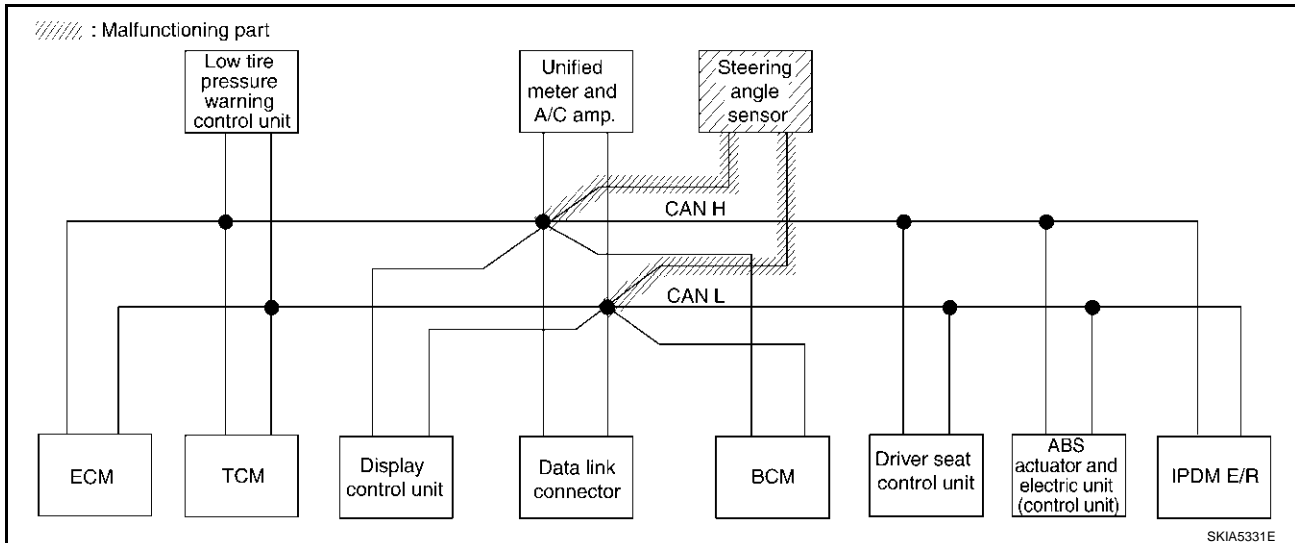 : Malfunctioning part
Low tire
pressure
warning
control unit
Unified
meter and
A/C amp.
Steering
angle
sensor
CAN H
CAN L
ECM
TCM
Display
control unit
Data link
connector
BCM
Driver seat
control unit
ABS
actuator and
electric unit
(control unit)
IPDM E/R
SKIA5331E